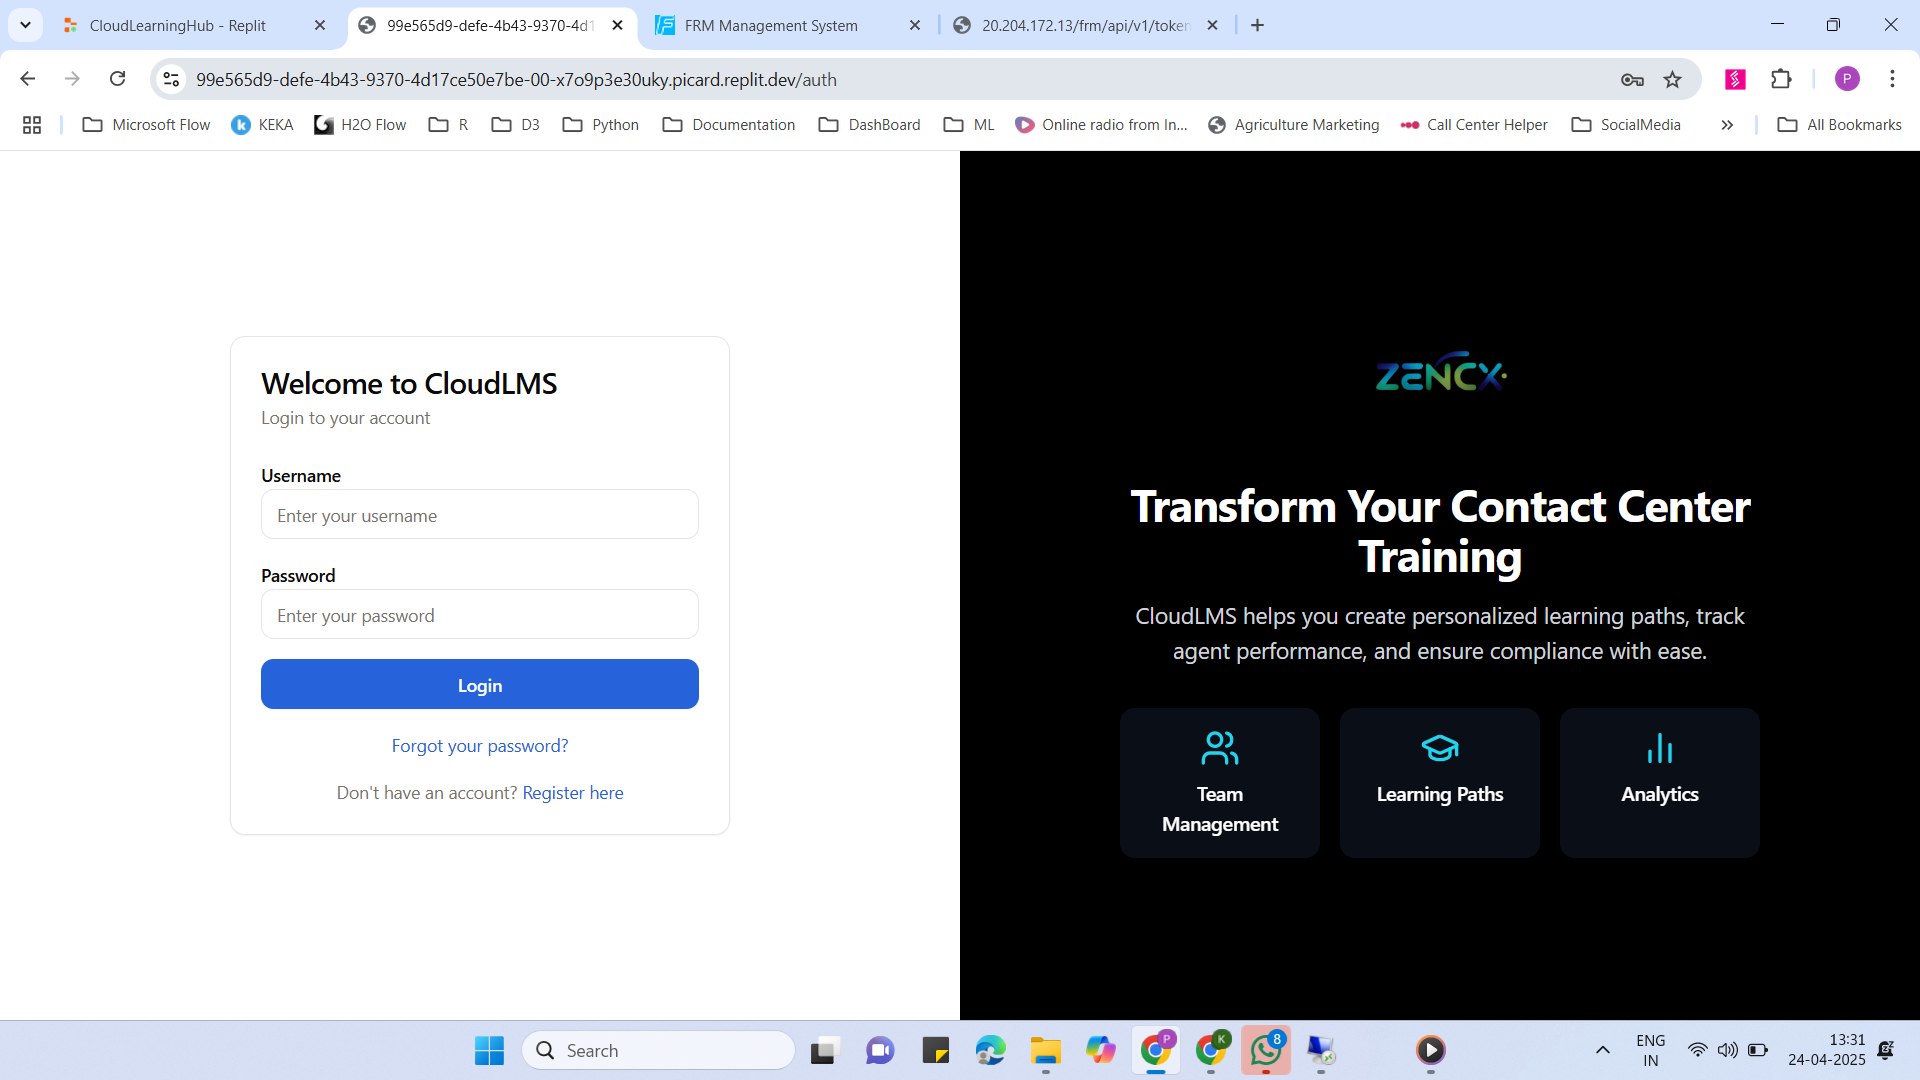 CloudLearningHub - Replit
99e565d9-defe-4b43-9370-4d1
FRM Management System
20.204.172.13/frm/api/v1/token
99e565d9-defe-4b43-9370-4d17ce50e7be-00-x7o9p3e30uky.picard.replit.dev/auth
P
Microsoft Flow
KEKA
H2O Flow
R
D3
Python
Documentation
DashBoard
ML
Online radio from In...
Agriculture Marketing
Call Center Helper
SocialMedia
All Bookmarks
Welcome to CloudLMS
Login to your account
Username
Enter your username
Password
Enter your password
Login
Forgot your password?
Don't have an account? Register here
ZENCX
Transform Your Contact Center
Training
CloudLMS helps you create personalized learning paths, track
agent performance, and ensure compliance with ease.
Team
Management
Learning Paths
Analytics
Search
P
K
8
ENG
IN
13:31
24-04-2025